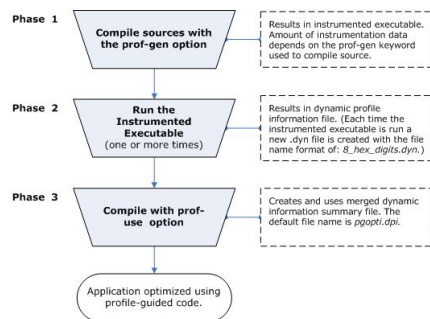 Phase 1
Compile sources with
the prof-gen option
Results in instrumented executable.
Amount of instrumentation data
depends on the prof-gen keyword
used to compile source.
Phase 2
Run the
Instrumented
Executable
(one or more times)
Results in dynamic profile
information file. (Each time the
instrumented executable is run a
new .dyn file is created with the file
name format of: 8_hex_digits.dyn.)
Phase 3
Compile with prof-
use option
Creates and uses merged dynamic
information summary file. The
default file name is pgopti.dpi.
Application optimized using
profile-guided code.